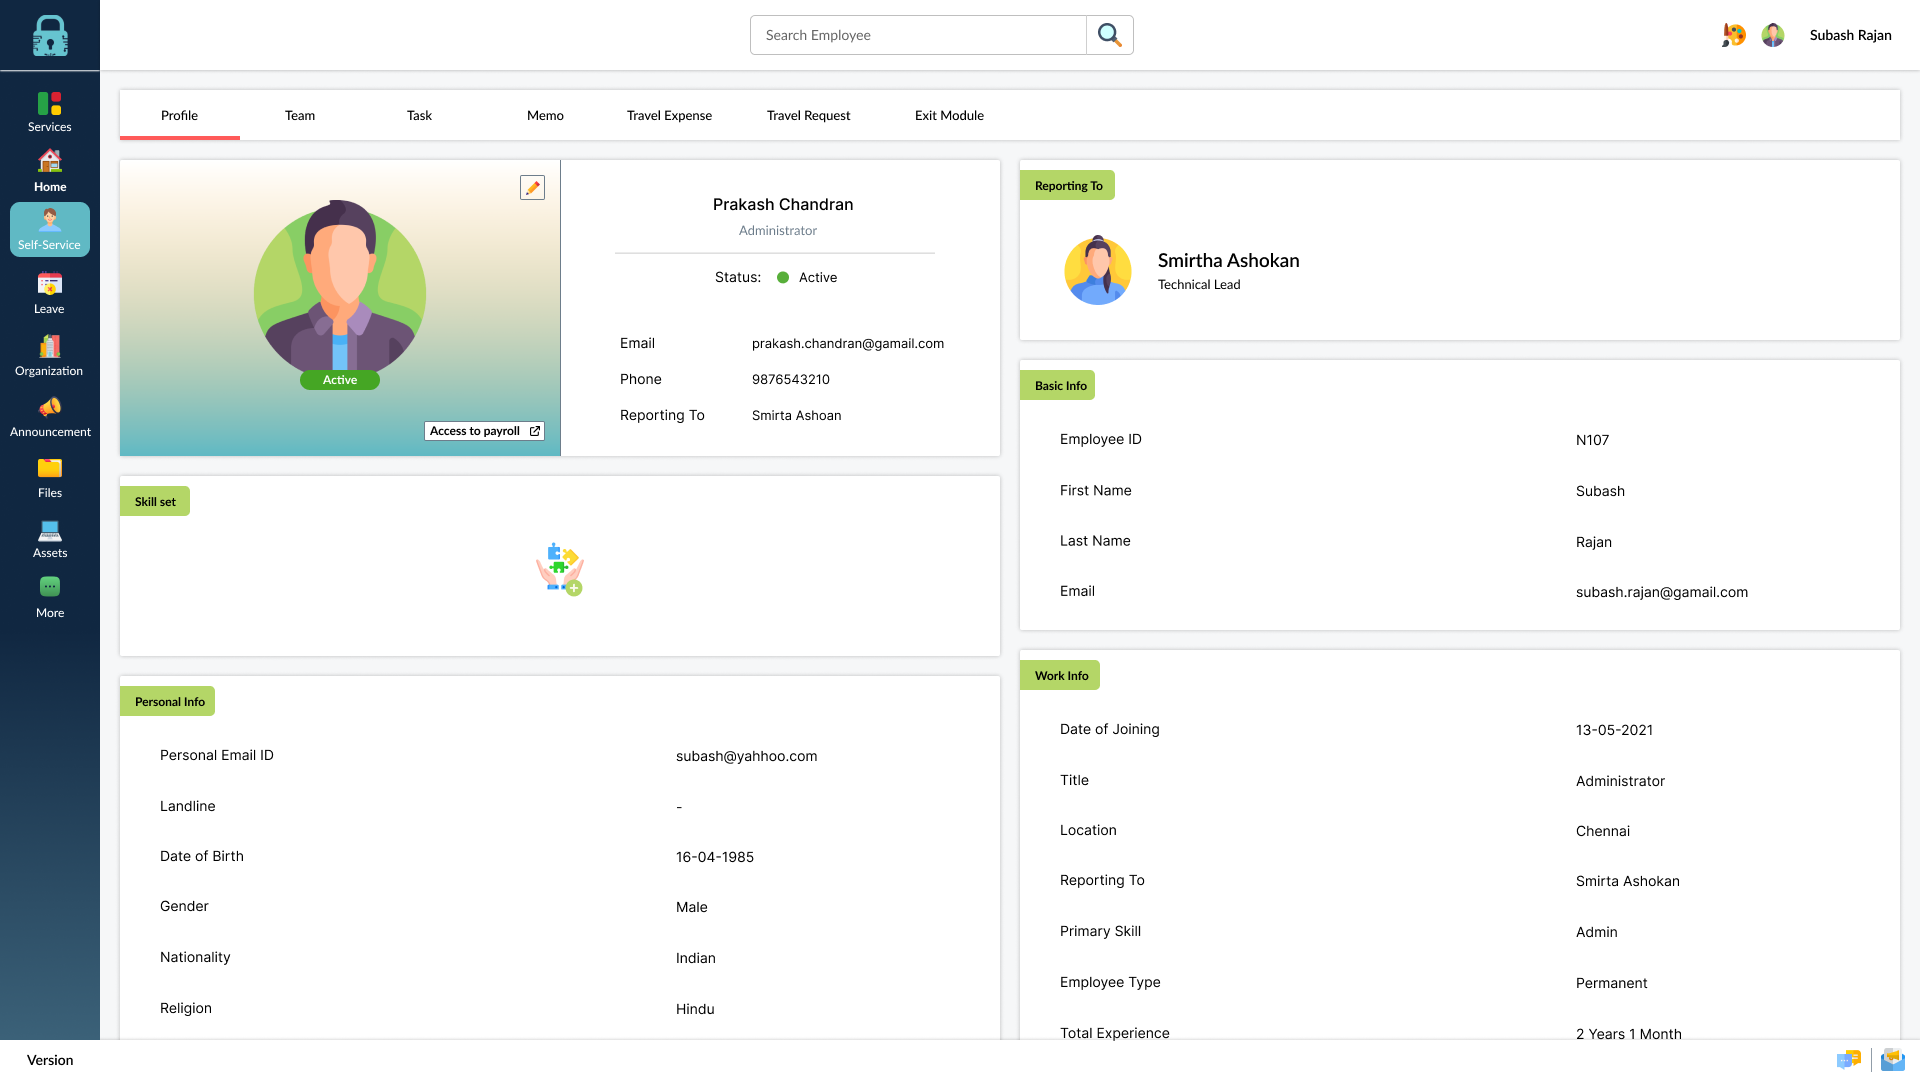 Search Employee
Subash Rajan
Services
Home
Self-Service
Leave
Organization
Announcement
Files
Assets
More
Profile
Team
Task
Memo
Travel Expense
Travel Request
Exit Module
Active
Access to payroll
Prakash Chandran
Administrator
Status: Active
Email prakash.chandran@gamail.com
Phone 9876543210
Reporting To Smirta Ashoan
Skill set
Personal Info
Personal Email ID subash@yahhoo.com
Landline -
Date of Birth 16-04-1985
Gender Male
Nationality Indian
Religion Hindu
Reporting To
Smirtha Ashokan
Technical Lead
Basic Info
Employee ID N107
First Name Subash
Last Name Rajan
Email subash.rajan@gamail.com
Work Info
Date of Joining 13-05-2021
Title Administrator
Location Chennai
Reporting To Smirta Ashokan
Primary Skill Admin
Employee Type Permanent
Total Experience 2 Years 1 Month
Version